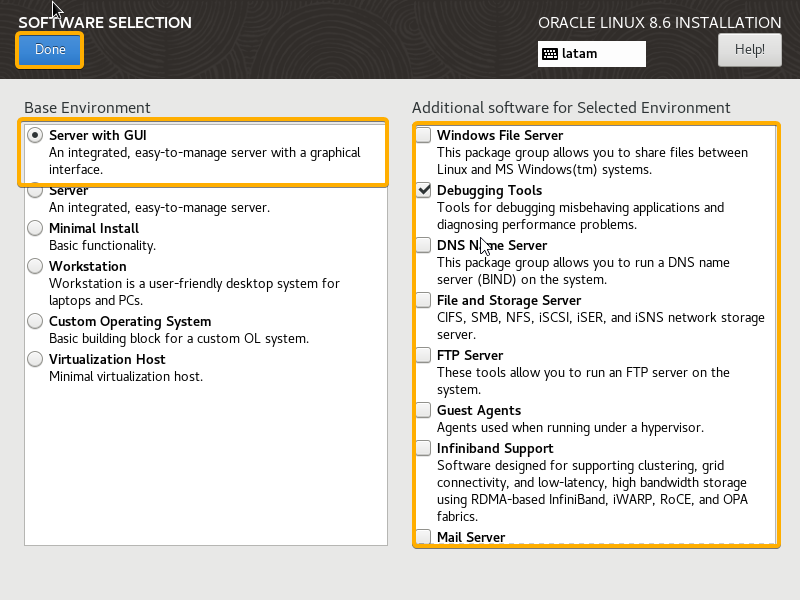 SOFTWARE SELECTION
Done
ORACLE LINUX 8.6 INSTALLATION
latam
Help!
Base Environment
Server with GUI
An integrated, easy-to-manage server with a graphical
interface.
Server
An integrated, easy-to-manage server.
Minimal Install
Basic functionality.
Workstation
Workstation is a user-friendly desktop system for
laptops and PCs.
Custom Operating System
Basic building block for a custom OL system.
Virtualization Host
Minimal virtualization host.
Additional software for Selected Environment
Windows File Server
This package group allows you to share files between
Linux and MS Windows(tm) systems.
Debugging Tools
Tools for debugging misbehaving applications and
diagnosing performance problems.
DNS Name Server
This package group allows you to run a DNS name
server (BIND) on the system.
File and Storage Server
CIFS, SMB, NFS, iSCSI, iSER, and iSNS network storage
server.
FTP Server
These tools allow you to run an FTP server on the
system.
Guest Agents
Agents used when running under a hypervisor.
Infiniband Support
Software designed for supporting clustering, grid
connectivity, and low-latency, high bandwidth storage
using RDMA-based InfiniBand, iWARP, RoCE, and OPA
fabrics.
Mail Server